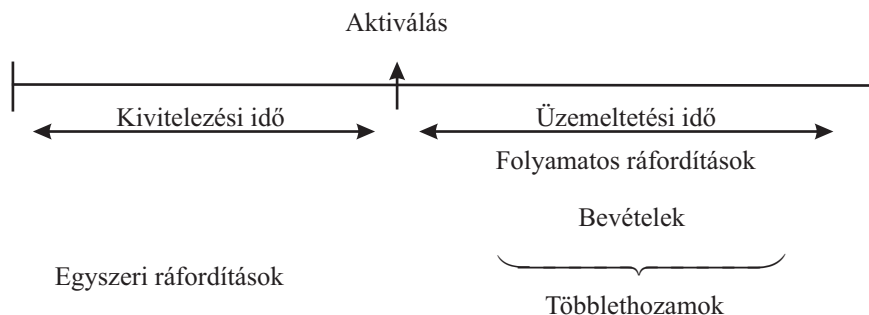 Aktiválás
Kivitelezési idő
Üzemeltetési idő
Folyamatos ráfordítások
Bevételek
Egyszeri ráfordítások
Többlethozamok